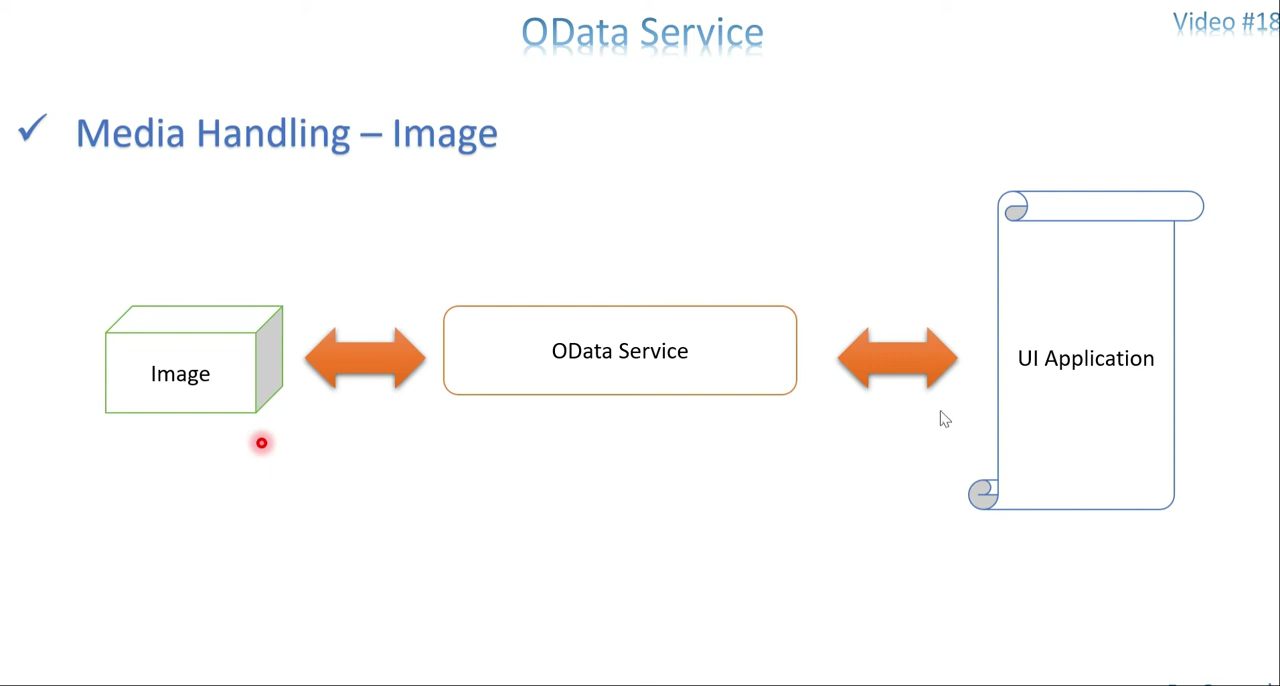 OData Service
Video #18
✓ Media Handling – Image
Image
OData Service
UI Application